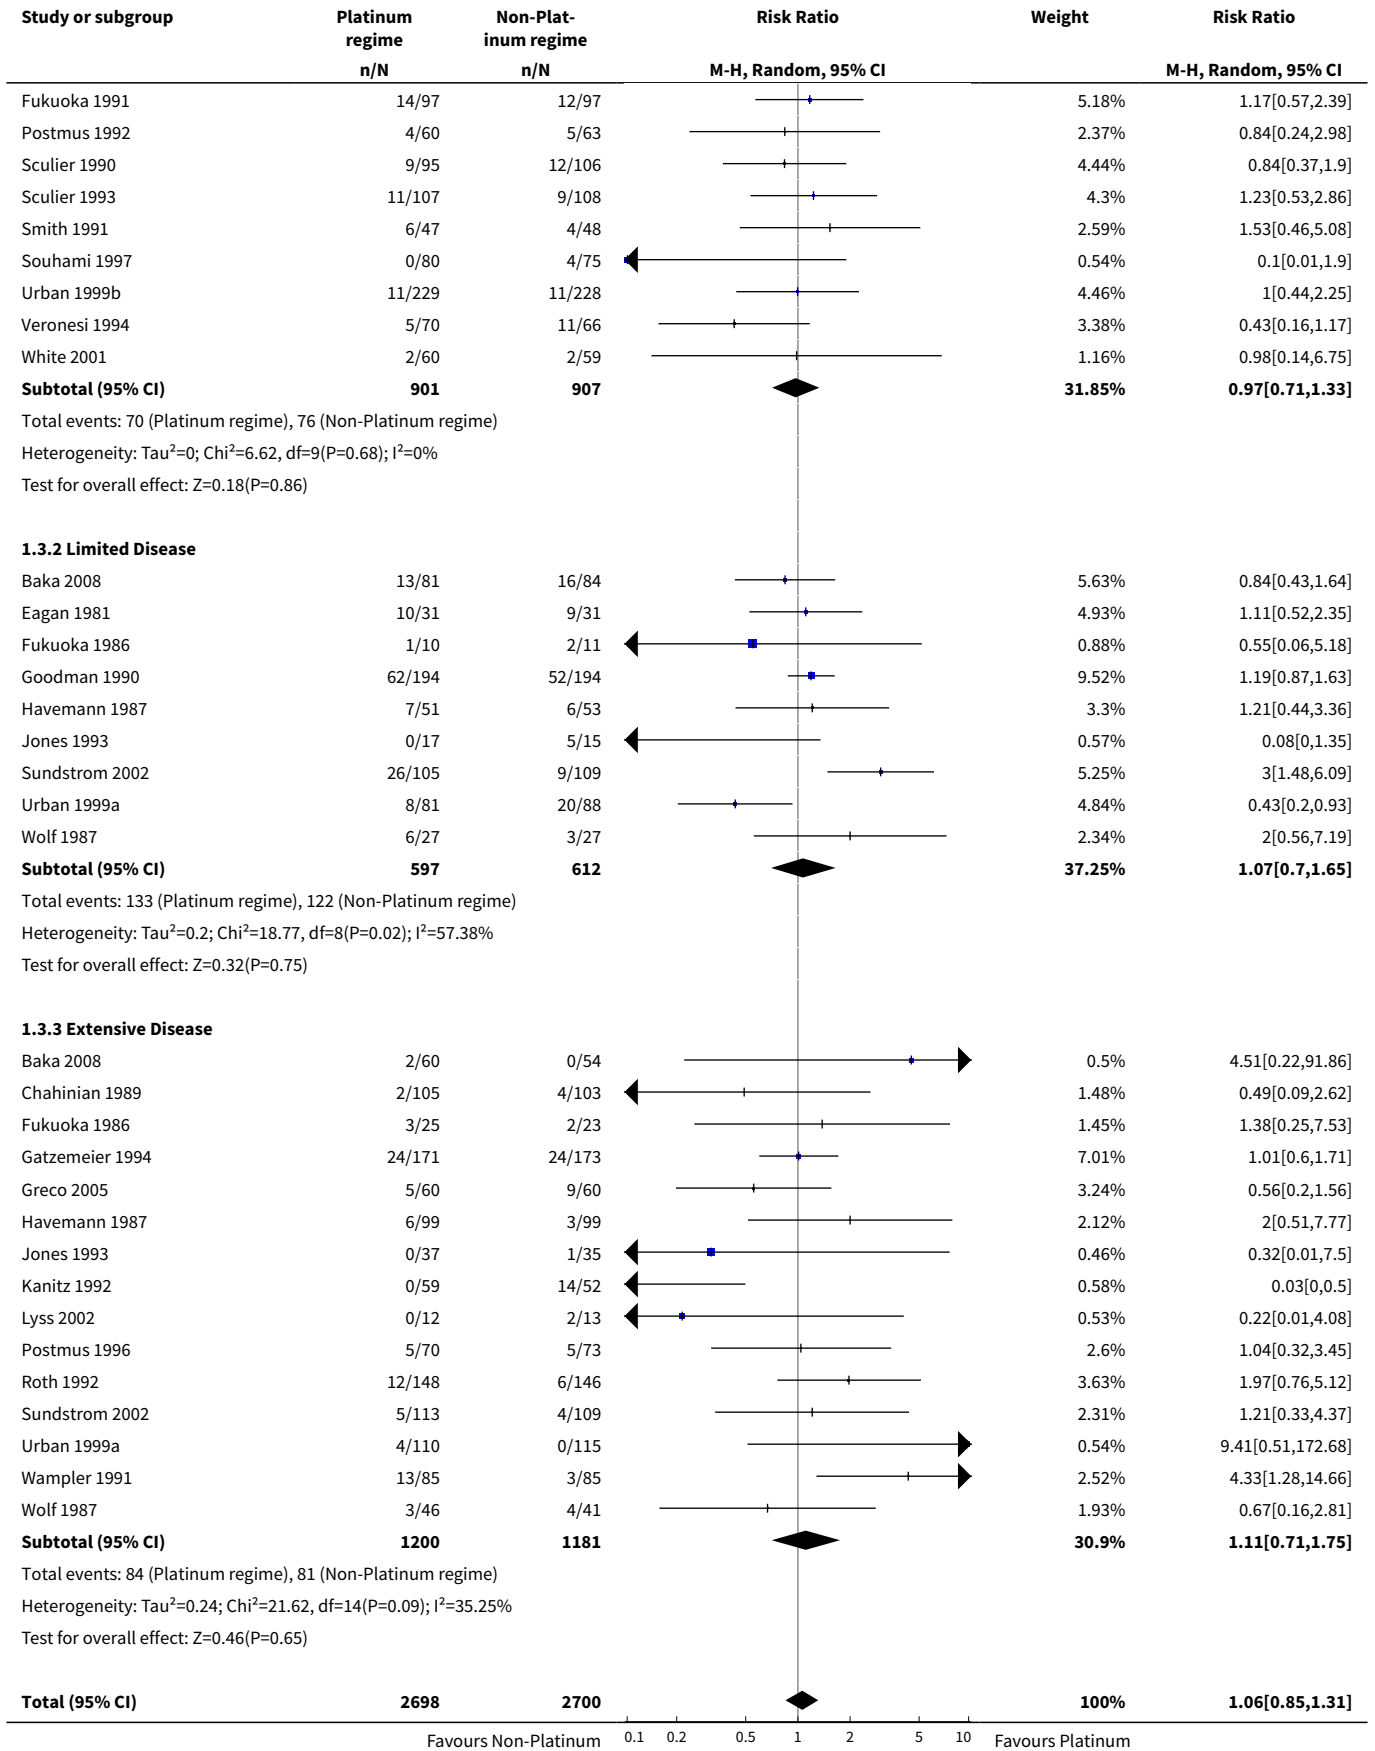 Study or subgroup Platinum regime Non-Plat-inum regime Risk Ratio Weight Risk Ratio
n/N n/N M-H, Random, 95% CI M-H, Random, 95% CI
Fukuoka 1991 14/97 12/97 5.18% 1.17[0.57,2.39]
Postmus 1992 4/60 5/63 2.37% 0.84[0.24,2.98]
Sculier 1990 9/95 12/106 4.44% 0.84[0.37,1.9]
Sculier 1993 11/107 9/108 4.3% 1.23[0.53,2.86]
Smith 1991 6/47 4/48 2.59% 1.53[0.46,5.08]
Souhami 1997 0/80 4/75 0.54% 0.1[0.01,1.9]
Urban 1999b 11/229 11/228 4.46% 1[0.44,2.25]
Veronesi 1994 5/70 11/66 3.38% 0.43[0.16,1.17]
White 2001 2/60 2/59 1.16% 0.98[0.14,6.75]
Subtotal (95% CI) 901 907 31.85% 0.97[0.71,1.33]
Total events: 70 (Platinum regime), 76 (Non-Platinum regime)
Heterogeneity: Tau²=0; Chi²=6.62, df=9(P=0.68); I²=0%
Test for overall effect: Z=0.18(P=0.86)
1.3.2 Limited Disease
Baka 2008 13/81 16/84 5.63% 0.84[0.43,1.64]
Eagan 1981 10/31 9/31 4.93% 1.11[0.52,2.35]
Fukuoka 1986 1/10 2/11 0.88% 0.55[0.06,5.18]
Goodman 1990 62/194 52/194 9.52% 1.19[0.87,1.63]
Havemann 1987 7/51 6/53 3.3% 1.21[0.44,3.36]
Jones 1993 0/17 5/15 0.57% 0.08[0,1.35]
Sundstrom 2002 26/105 9/109 5.25% 3[1.48,6.09]
Urban 1999a 8/81 20/88 4.84% 0.43[0.2,0.93]
Wolf 1987 6/27 3/27 2.34% 2[0.56,7.19]
Subtotal (95% CI) 597 612 37.25% 1.07[0.7,1.65]
Total events: 133 (Platinum regime), 122 (Non-Platinum regime)
Heterogeneity: Tau²=0.2; Chi²=18.77, df=8(P=0.02); I²=57.38%
Test for overall effect: Z=0.32(P=0.75)
1.3.3 Extensive Disease
Baka 2008 2/60 0/54 0.5% 4.51[0.22,91.86]
Chahinian 1989 2/105 4/103 1.48% 0.49[0.09,2.62]
Fukuoka 1986 3/25 2/23 1.45% 1.38[0.25,7.53]
Gatzemeier 1994 24/171 24/173 7.01% 1.01[0.6,1.71]
Greco 2005 5/60 9/60 3.24% 0.56[0.2,1.56]
Havemann 1987 6/99 3/99 2.12% 2[0.51,7.77]
Jones 1993 0/37 1/35 0.46% 0.32[0.01,7.5]
Kanitz 1992 0/59 14/52 0.58% 0.03[0,0.5]
Lyss 2002 0/12 2/13 0.53% 0.22[0.01,4.08]
Postmus 1996 5/70 5/73 2.6% 1.04[0.32,3.45]
Roth 1992 12/148 6/146 3.63% 1.97[0.76,5.12]
Sundstrom 2002 5/113 4/109 2.31% 1.21[0.33,4.37]
Urban 1999a 4/110 0/115 0.54% 9.41[0.51,172.68]
Wampler 1991 13/85 3/85 2.52% 4.33[1.28,14.66]
Wolf 1987 3/46 4/41 1.93% 0.67[0.16,2.81]
Subtotal (95% CI) 1200 1181 30.9% 1.11[0.71,1.75]
Total events: 84 (Platinum regime), 81 (Non-Platinum regime)
Heterogeneity: Tau²=0.24; Chi²=21.62, df=14(P=0.09); I²=35.25%
Test for overall effect: Z=0.46(P=0.65)
Total (95% CI) 2698 2700 100% 1.06[0.85,1.31]
Favours Non-Platinum 0.1 0.2 0.5 1 2 5 10 Favours Platinum